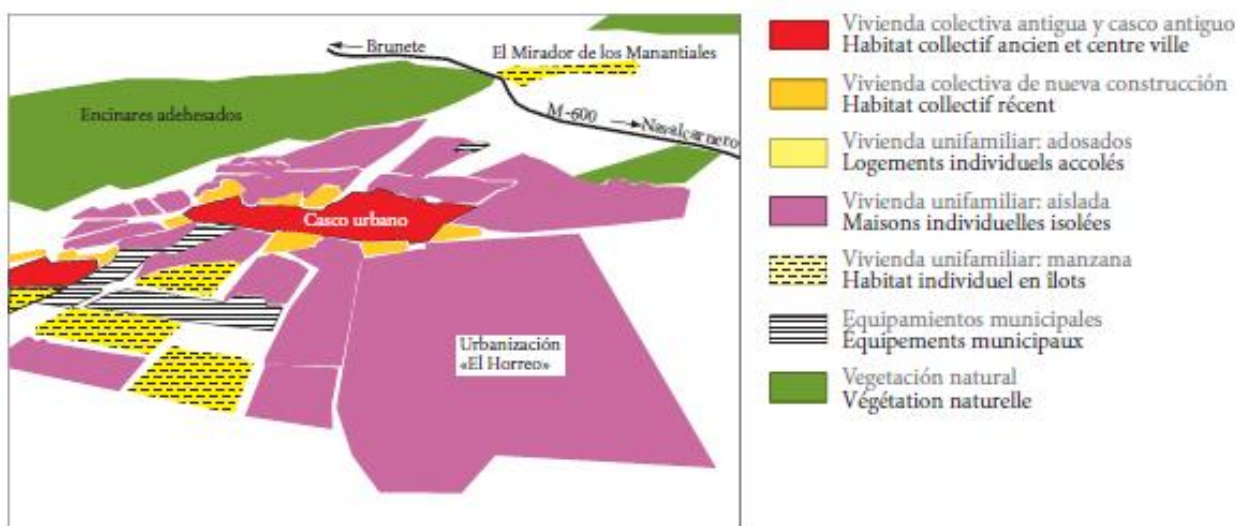 Brunete
El Mirador de los Manantiales
Encinares adehesados
M-600
Navalcarnero
Casco urbano
Urbanización
«El Horreo»
Vivienda colectiva antigua y casco antiguo
Habitat collectif ancien et centre ville
Vivienda colectiva de nueva construcción
Habitat collectif récent
Vivienda unifamiliar: adosados
Logements individuels accolés
Vivienda unifamiliar: aislada
Maisons individuelles isolées
Vivienda unifamiliar: manzana
Habitat individuel en îlots
Equipamientos municipales
Équipements municipaux
Vegetación natural
Végétation naturelle